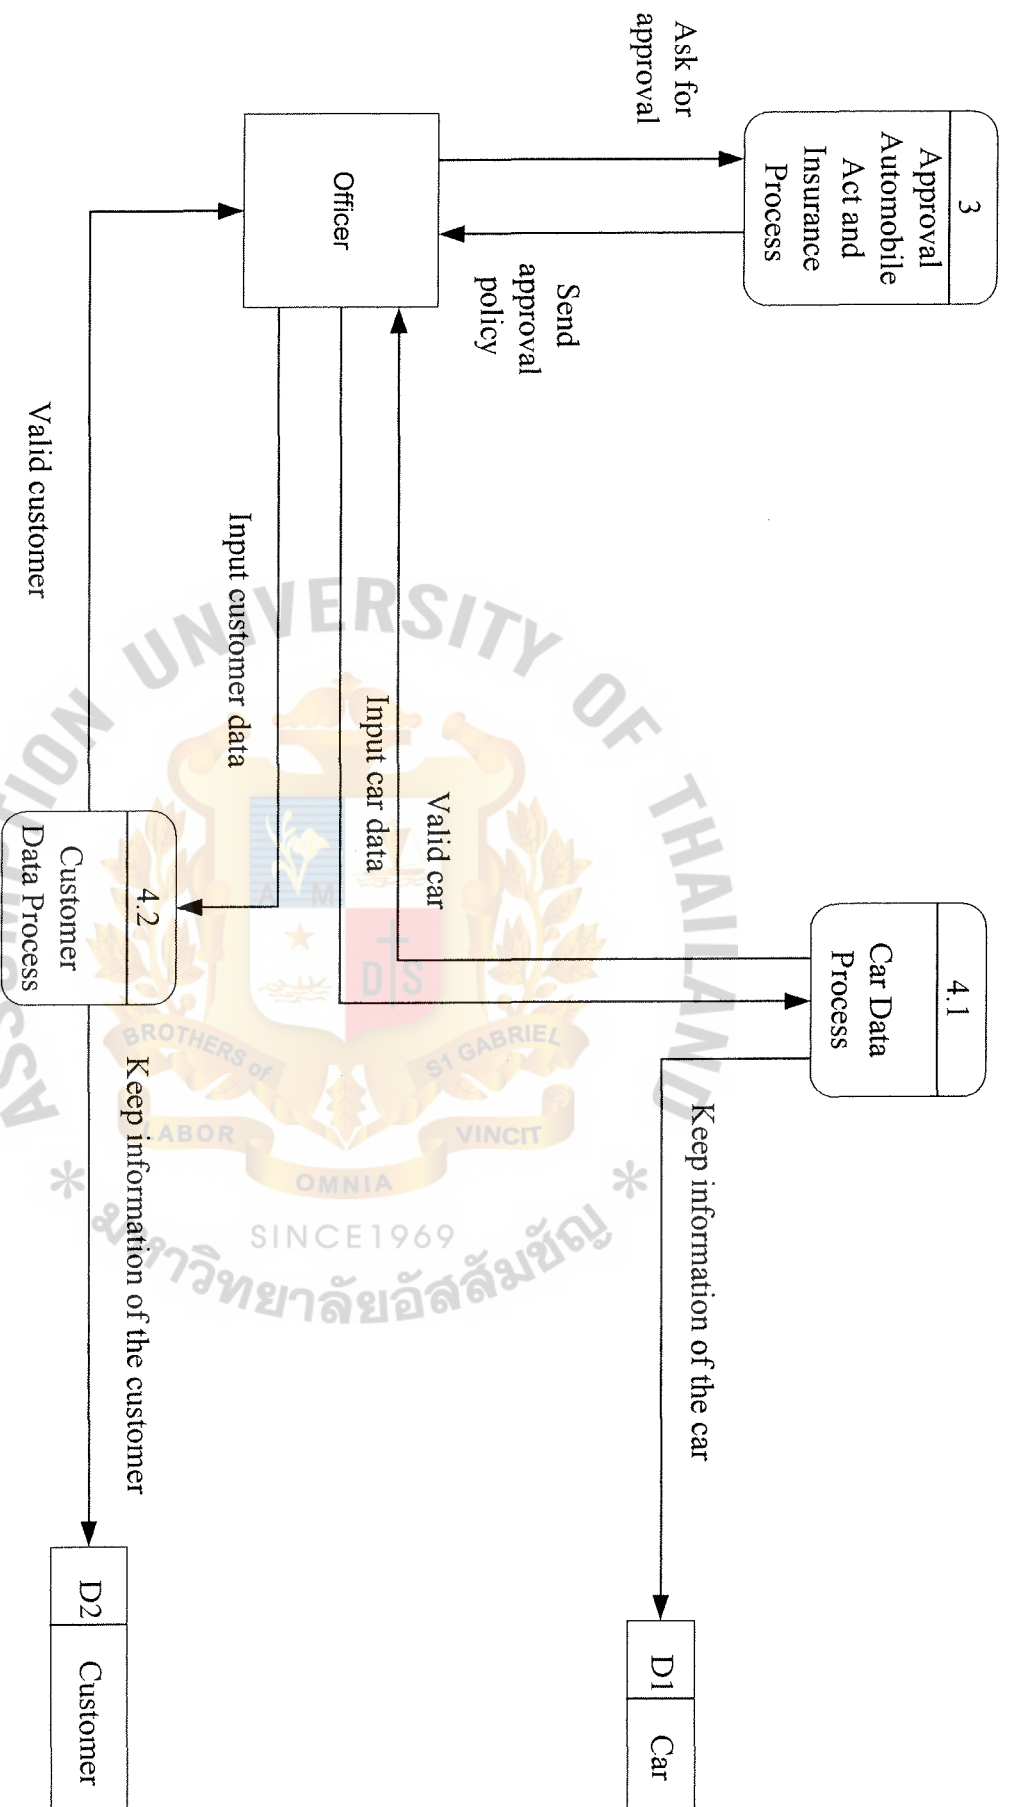 3
Approval
Automobile
Act and
Insurance
Process
Ask for
approval
Send
approval
policy
Officer
4.1
Car Data
Process
Valid car
Input car data
Input customer data
Valid customer
4.2
Customer
Data Process
Keep information of the car
D1 Car
Keep information of the customer
D2 Customer
ASSUMPTION UNIVERSITY OF THAILAND
A M
D S
BROTHERS of
S1 GABRIEL
LABOR
OMNIA
VINCIT
SINCE1969
* มหาวิทยาลัยอัสสัมชัญ *